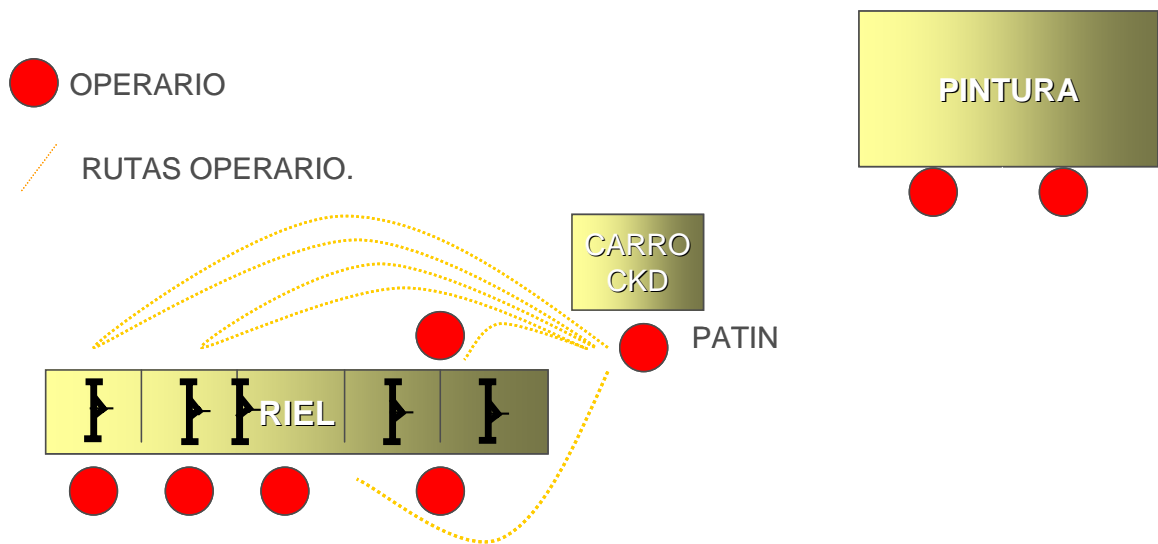 PINTURA
OPERARIO
RUTAS OPERARIO.
CARRO
CKD
PATIN
RIEL